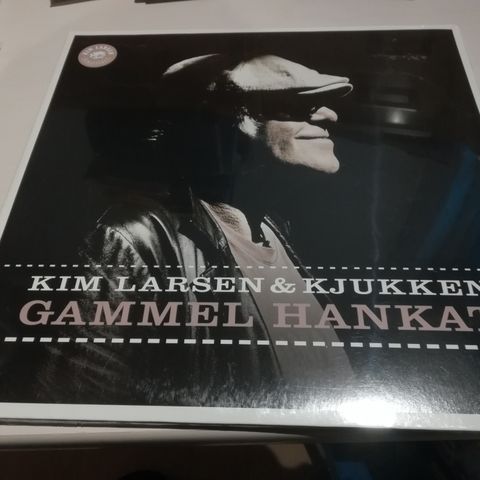 KIM LARSEN & KJUKKEN
GAMMEL HANKAT